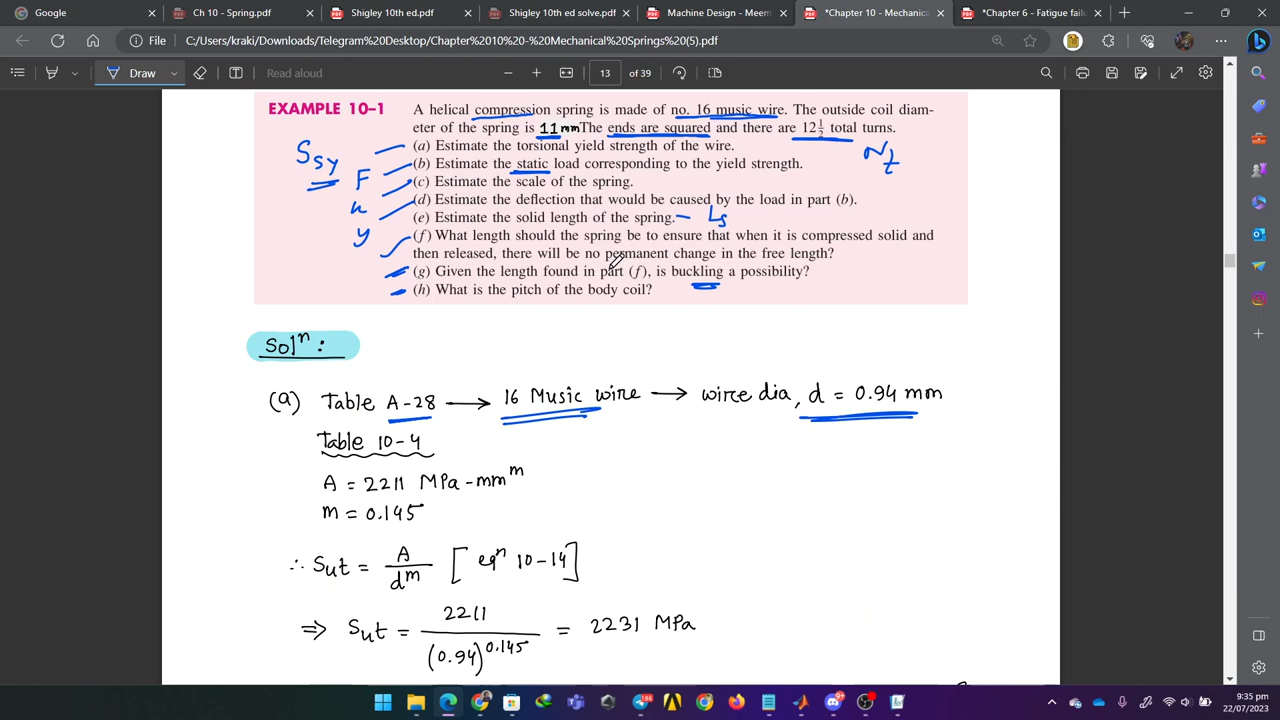 Google
Ch 10 - Spring.pdf
Shigley 10th ed.pdf
Shigley 10th ed solve.pdf
Machine Design - Meem
*Chapter 10 - Mechanica
*Chapter 6 - Fatigue failu
File C:/Users/kraki/Downloads/Telegram%20Desktop/Chapter%2010%20-%20Mechanical%20Springs%20(5).pdf
Draw Read aloud 13 of 39
EXAMPLE 10–1 A helical compression spring is made of no. 16 music wire. The outside coil diam-
eter of the spring is 11mm The ends are squared and there are 12½ total turns.
(a) Estimate the torsional yield strength of the wire.
(b) Estimate the static load corresponding to the yield strength.
(c) Estimate the scale of the spring.
(d) Estimate the deflection that would be caused by the load in part (b).
(e) Estimate the solid length of the spring. – Ls
(f) What length should the spring be to ensure that when it is compressed solid and
then released, there will be no permanent change in the free length?
(g) Given the length found in part (f), is buckling a possibility?
(h) What is the pitch of the body coil?
Ssy
F
k
y
Nt
Solⁿ :
(a) Table A-28 → 16 Music wire → wire dia, d = 0.94 mm
Table 10-4
A = 2211 MPa-mm^m
m = 0.145
∴ Sut = A/d^m [eqⁿ 10-14]
⇒ Sut = 2211/(0.94)^0.145 = 2231 MPa
9:35 pm
22/07/2023